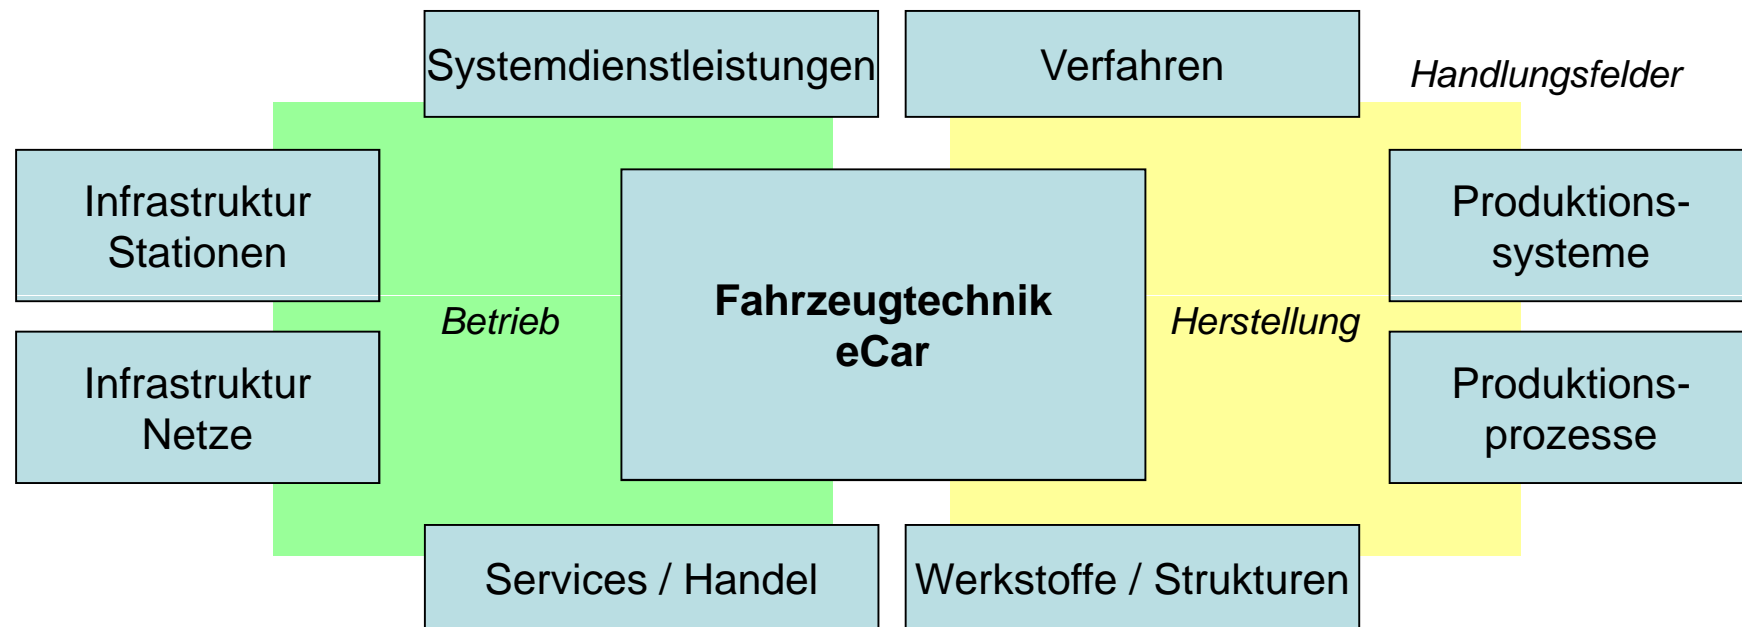 Systemdienstleistungen
Verfahren
Handlungsfelder
Infrastruktur
Stationen
Produktions-
systeme
Fahrzeugtechnik
eCar
Betrieb
Herstellung
Infrastruktur
Netze
Produktions-
prozesse
Services / Handel
Werkstoffe / Strukturen